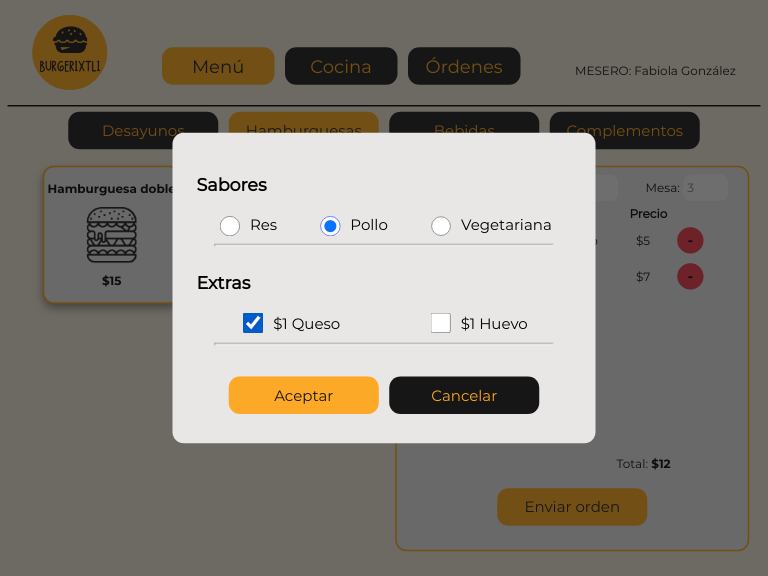 BURGERIXTLI
Menú
Cocina
Órdenes
MESERO: Fabiola González
Desayunos
Hamburguesas
Bebidas
Complementos
Hamburguesa doble
$15
Mesa: 3
Precio
$5 -
$7 -
Total: $12
Enviar orden
Sabores
Res
Pollo
Vegetariana
Extras
$1 Queso
$1 Huevo
Aceptar
Cancelar